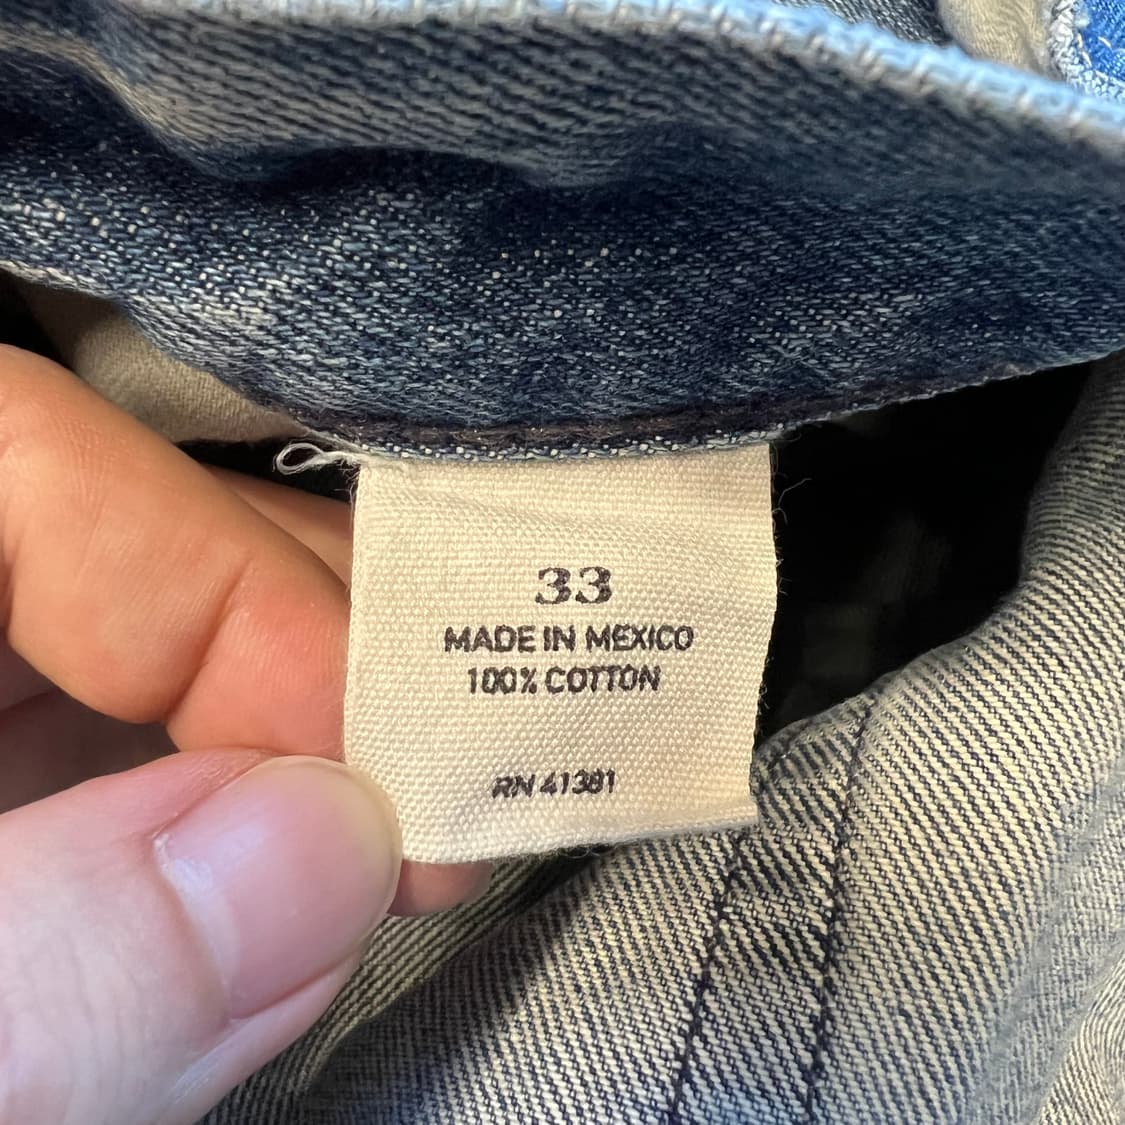 33
MADE IN MEXICO
100% COTTON
RN 41381